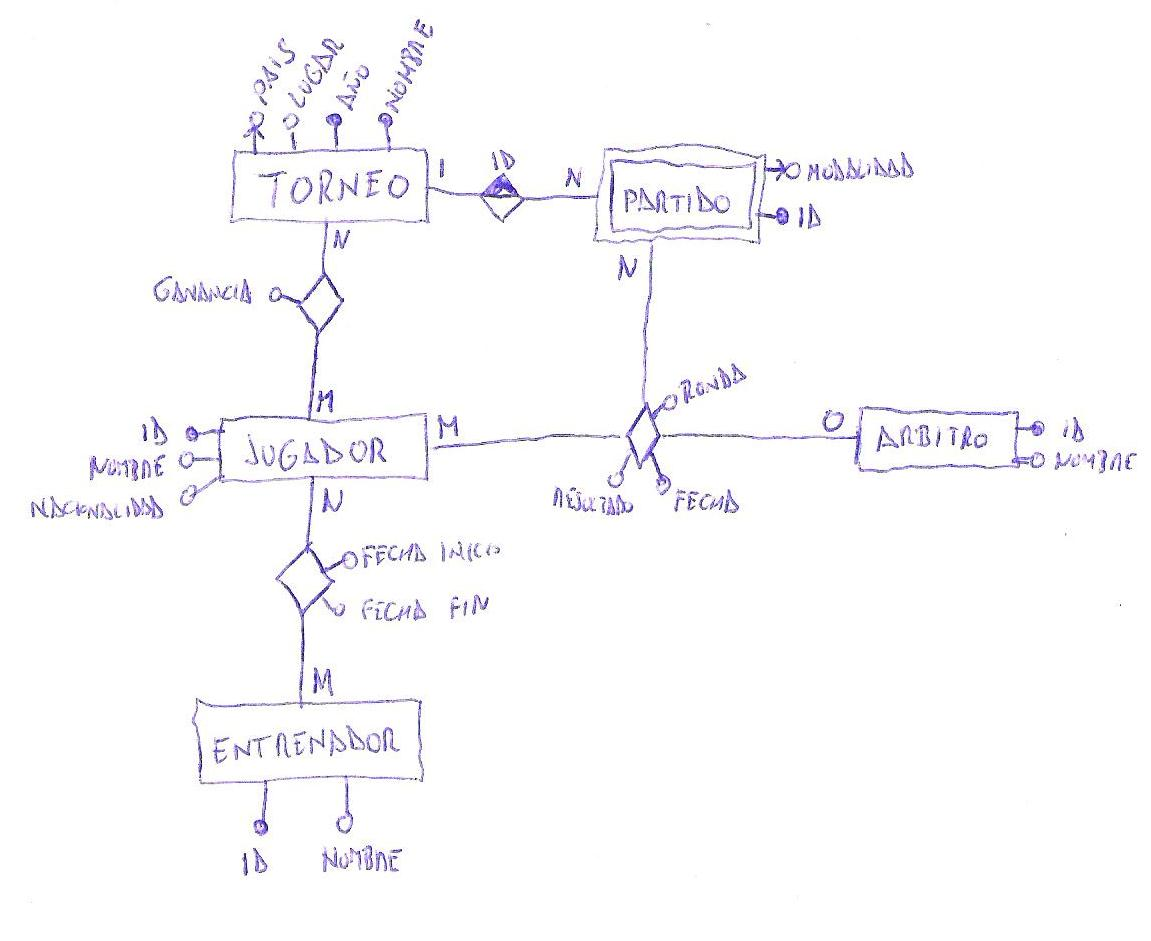 PAIS
LUGAR
AÑO
NOMBRE
TORNEO
1
ID
N
PARTIDO
MODALIDAD
ID
N
GANANCIA
N
M
ID
NOMBRE
NACIONALIDAD
JUGADOR
M
RONDA
RESULTADO
FECHA
O
ARBITRO
ID
NOMBRE
N
FECHA INICIO
FECHA FIN
M
ENTRENADOR
ID
NOMBRE